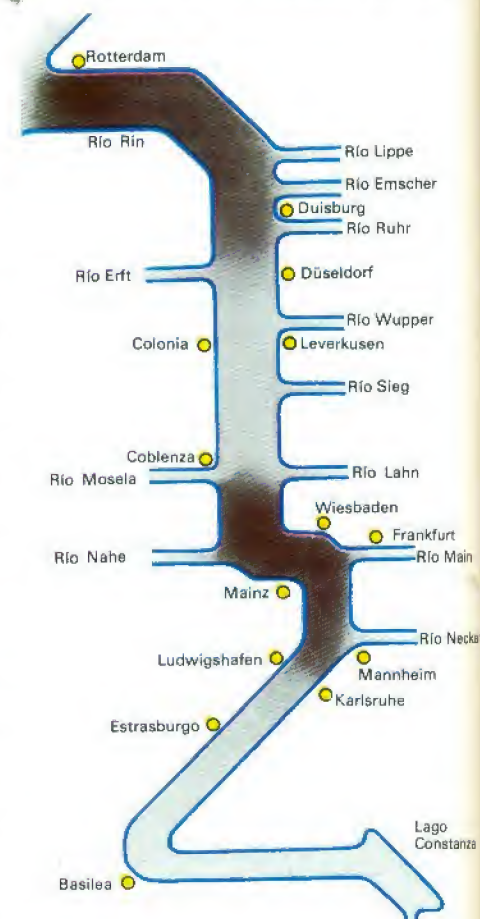 Rotterdam
Río Rin
Río Lippe
Río Emscher
Duisburg
Río Ruhr
Río Erft
Düseldorf
Río Wupper
Colonia
Leverkusen
Río Sieg
Coblenza
Río Mosela
Río Lahn
Wiesbaden
Frankfurt
Río Nahe
Río Main
Mainz
Río Necka
Ludwigshafen
Mannheim
Karlsruhe
Estrasburgo
Lago
Constanza
Basilea